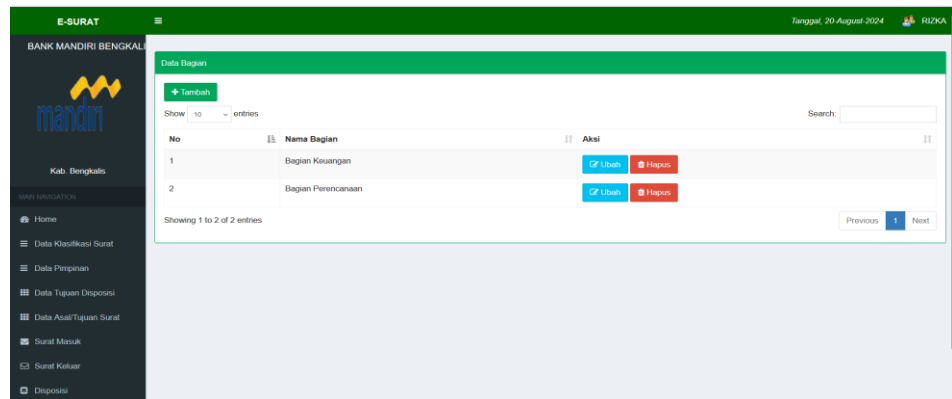 E-SURAT
Tanggal, 20-August-2024 RIZKA
BANK MANDIRI BENGKALI
mandiri
Kab. Bengkalis
MAIN NAVIGATION
Home
Data Klasifikasi Surat
Data Pimpinan
Data Tujuan Disposisi
Data Asal/Tujuan Surat
Surat Masuk
Surat Keluar
Disposisi
Data Bagian
+ Tambah
Show 10 entries Search:
No Nama Bagian Aksi
1 Bagian Keuangan Ubah Hapus
2 Bagian Perencanaan Ubah Hapus
Showing 1 to 2 of 2 entries Previous 1 Next